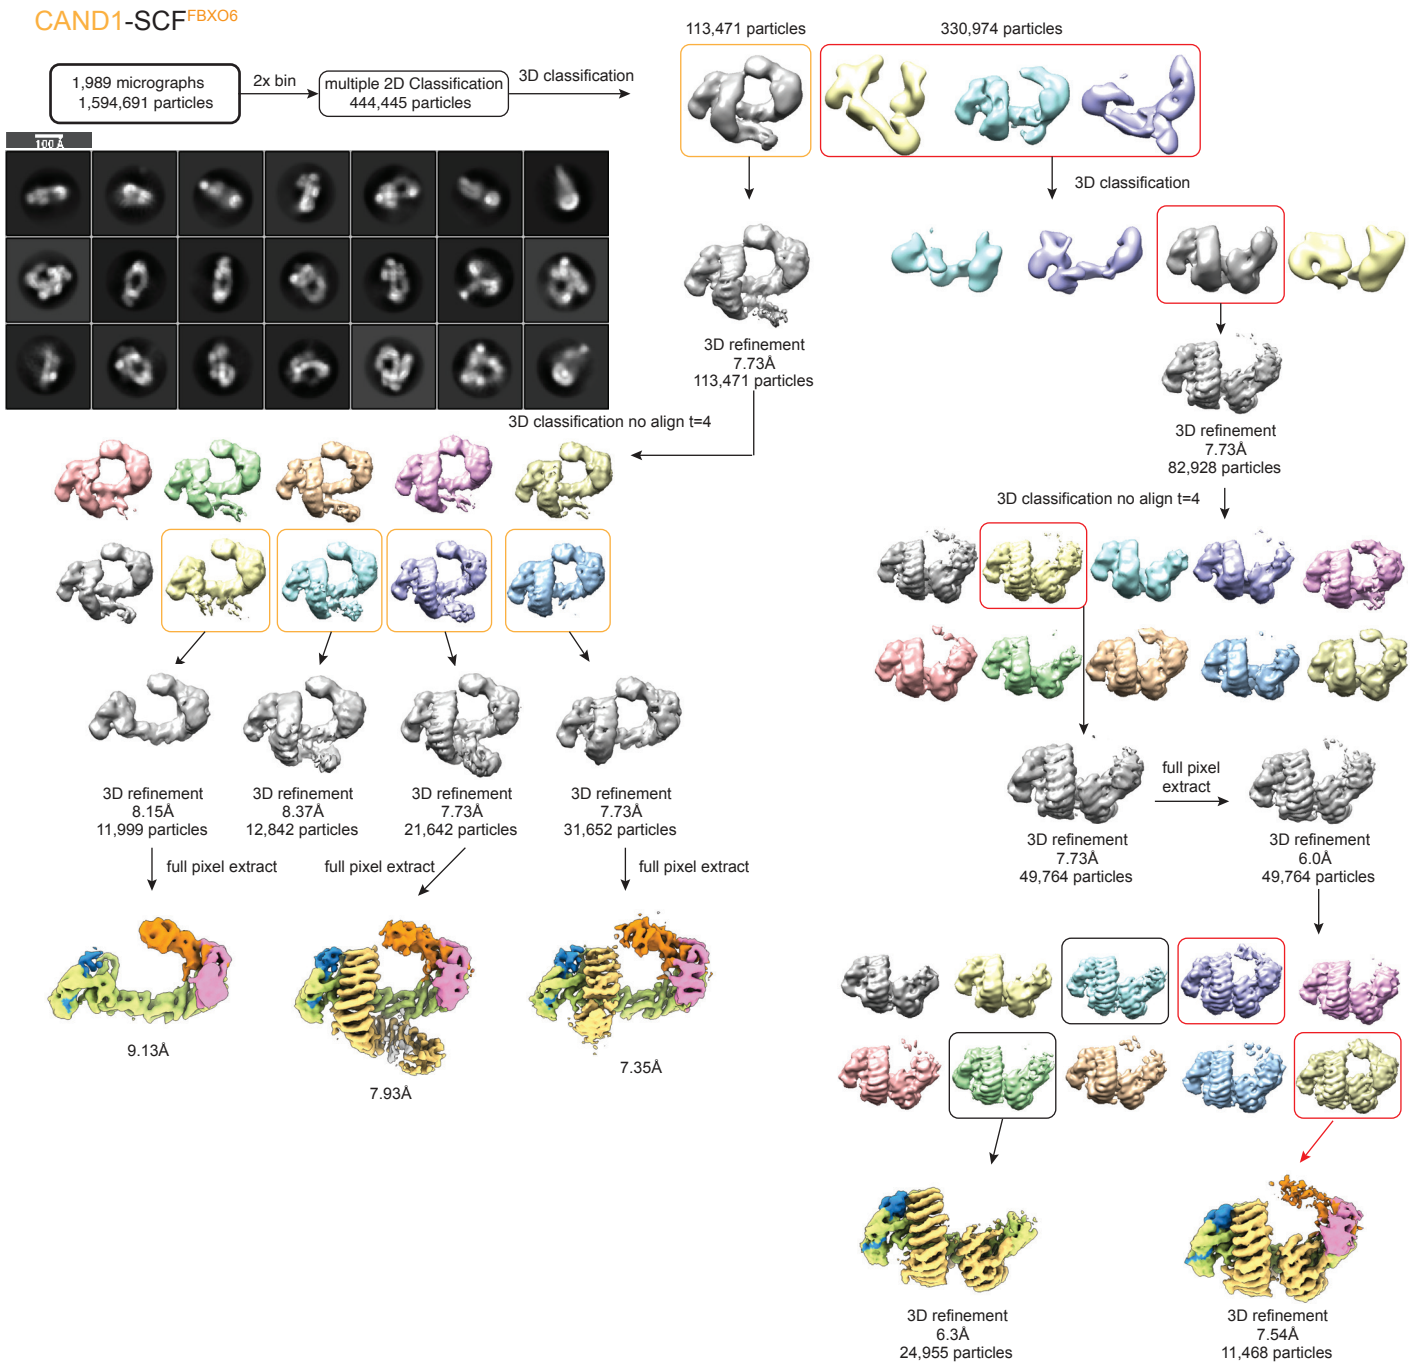 CAND1-SCFFBXO6
1,989 micrographs
1,594,691 particles
2x bin
multiple 2D Classification
444,445 particles
3D classification
113,471 particles
330,974 particles
100 Å
3D classification
3D refinement
7.73Å
113,471 particles
3D refinement
7.73Å
82,928 particles
3D classification no align t=4
3D classification no align t=4
3D refinement
8.15Å
11,999 particles
3D refinement
8.37Å
12,842 particles
3D refinement
7.73Å
21,642 particles
3D refinement
7.73Å
31,652 particles
full pixel
extract
3D refinement
7.73Å
49,764 particles
3D refinement
6.0Å
49,764 particles
full pixel extract
full pixel extract
full pixel extract
9.13Å
7.93Å
7.35Å
3D refinement
6.3Å
24,955 particles
3D refinement
7.54Å
11,468 particles